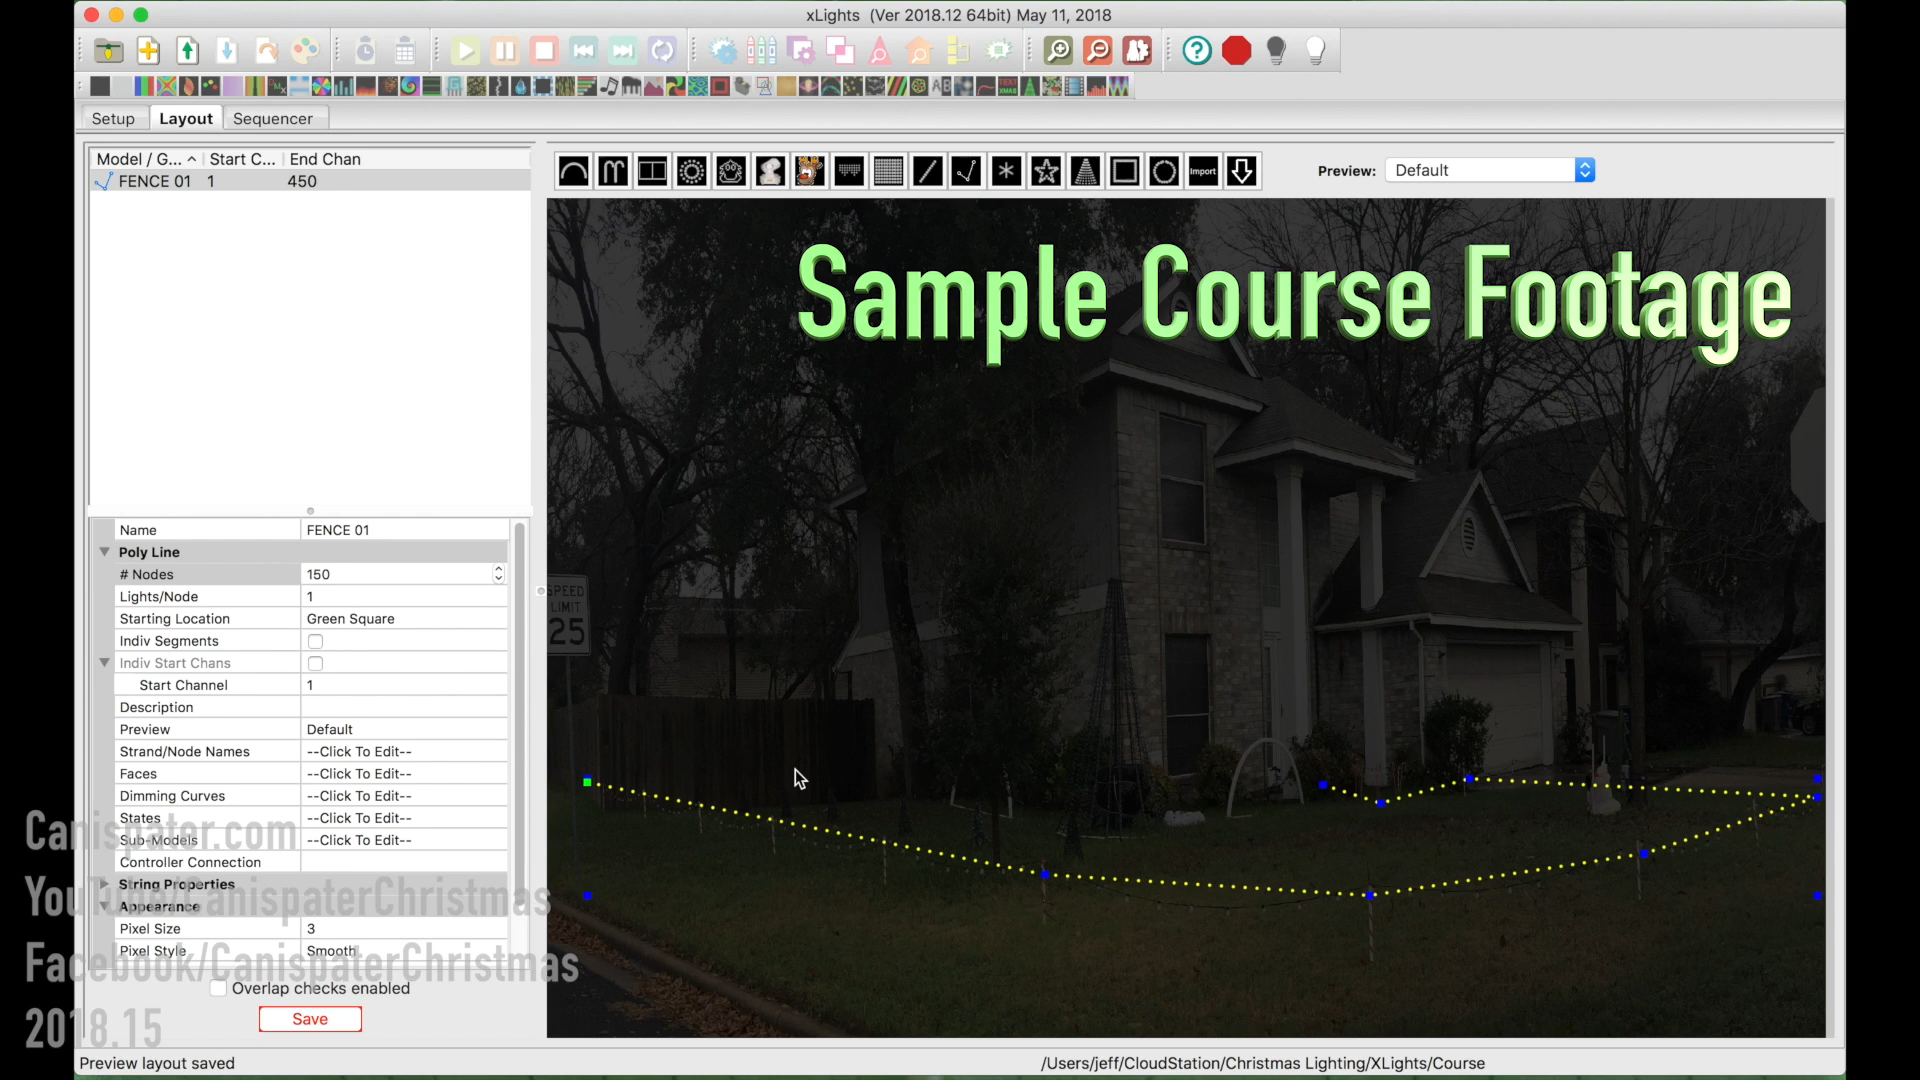 xLights (Ver 2018.12 64bit) May 11, 2018
Setup
Layout
Sequencer
Model / G...
Start C...
End Chan
FENCE 01
1
450
Import
Preview:
Default
Sample Course Footage
SPEED
LIMIT
25
Name
FENCE 01
Poly Line
# Nodes
150
Lights/Node
1
Starting Location
Green Square
Indiv Segments
Indiv Start Chans
Start Channel
1
Description
Preview
Default
Strand/Node Names
--Click To Edit--
Faces
--Click To Edit--
Dimming Curves
--Click To Edit--
States
--Click To Edit--
Sub-Models
--Click To Edit--
Controller Connection
String Properties
Appearance
Pixel Size
3
Pixel Style
Smooth
Canispater.com
YouTube/CanispaterChristmas
Facebook/CanispaterChristmas
2018.15
Overlap checks enabled
Save
Preview layout saved
/Users/jeff/CloudStation/Christmas Lighting/XLights/Course